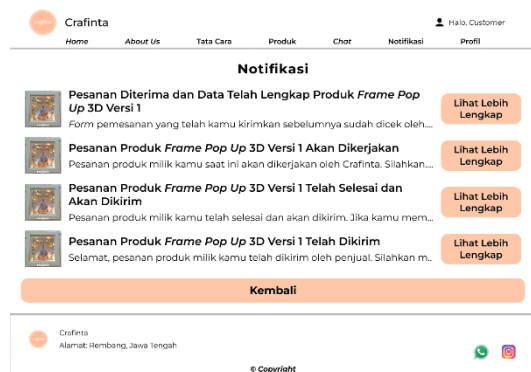 Crafinta
Halo, Customer
Home About Us Tata Cara Produk Chat Notifikasi Profil
Notifikasi
Pesanan Diterima dan Data Telah Lengkap Produk Frame Pop
Up 3D Versi 1
Form pemesanan yang telah kamu kirimkan sebelumnya sudah dicek oleh....
Lihat Lebih
Lengkap
Pesanan Produk Frame Pop Up 3D Versi 1 Akan Dikerjakan
Pesanan produk milik kamu saat ini akan dikerjakan oleh Crafinta. Silahkan....
Lihat Lebih
Lengkap
Pesanan Produk Frame Pop Up 3D Versi 1 Telah Selesai dan
Akan Dikirim
Pesanan produk milik kamu telah selesai dan akan dikirim. Jika kamu mem...
Lihat Lebih
Lengkap
Pesanan Produk Frame Pop Up 3D Versi 1 Telah Dikirim
Selamat, pesanan produk milik kamu telah dikirim oleh penjual. Silahkan m..
Lihat Lebih
Lengkap
Kembali
Crafinta
Alamat: Rembang, Jawa Tengah
© Copyright